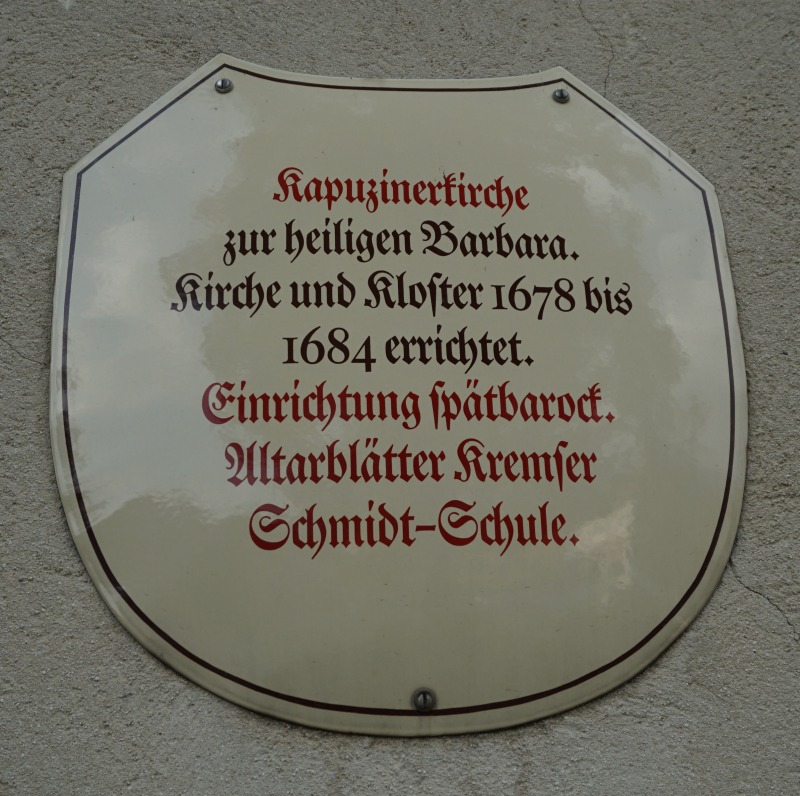 Kapuzinerkirche
zur heiligen Barbara.
Kirche und Kloſter 1678 bis
1684 errichtet.
Einrichtung ſpätbarock.
Altarblätter Kremſer
Schmidt-Schule.